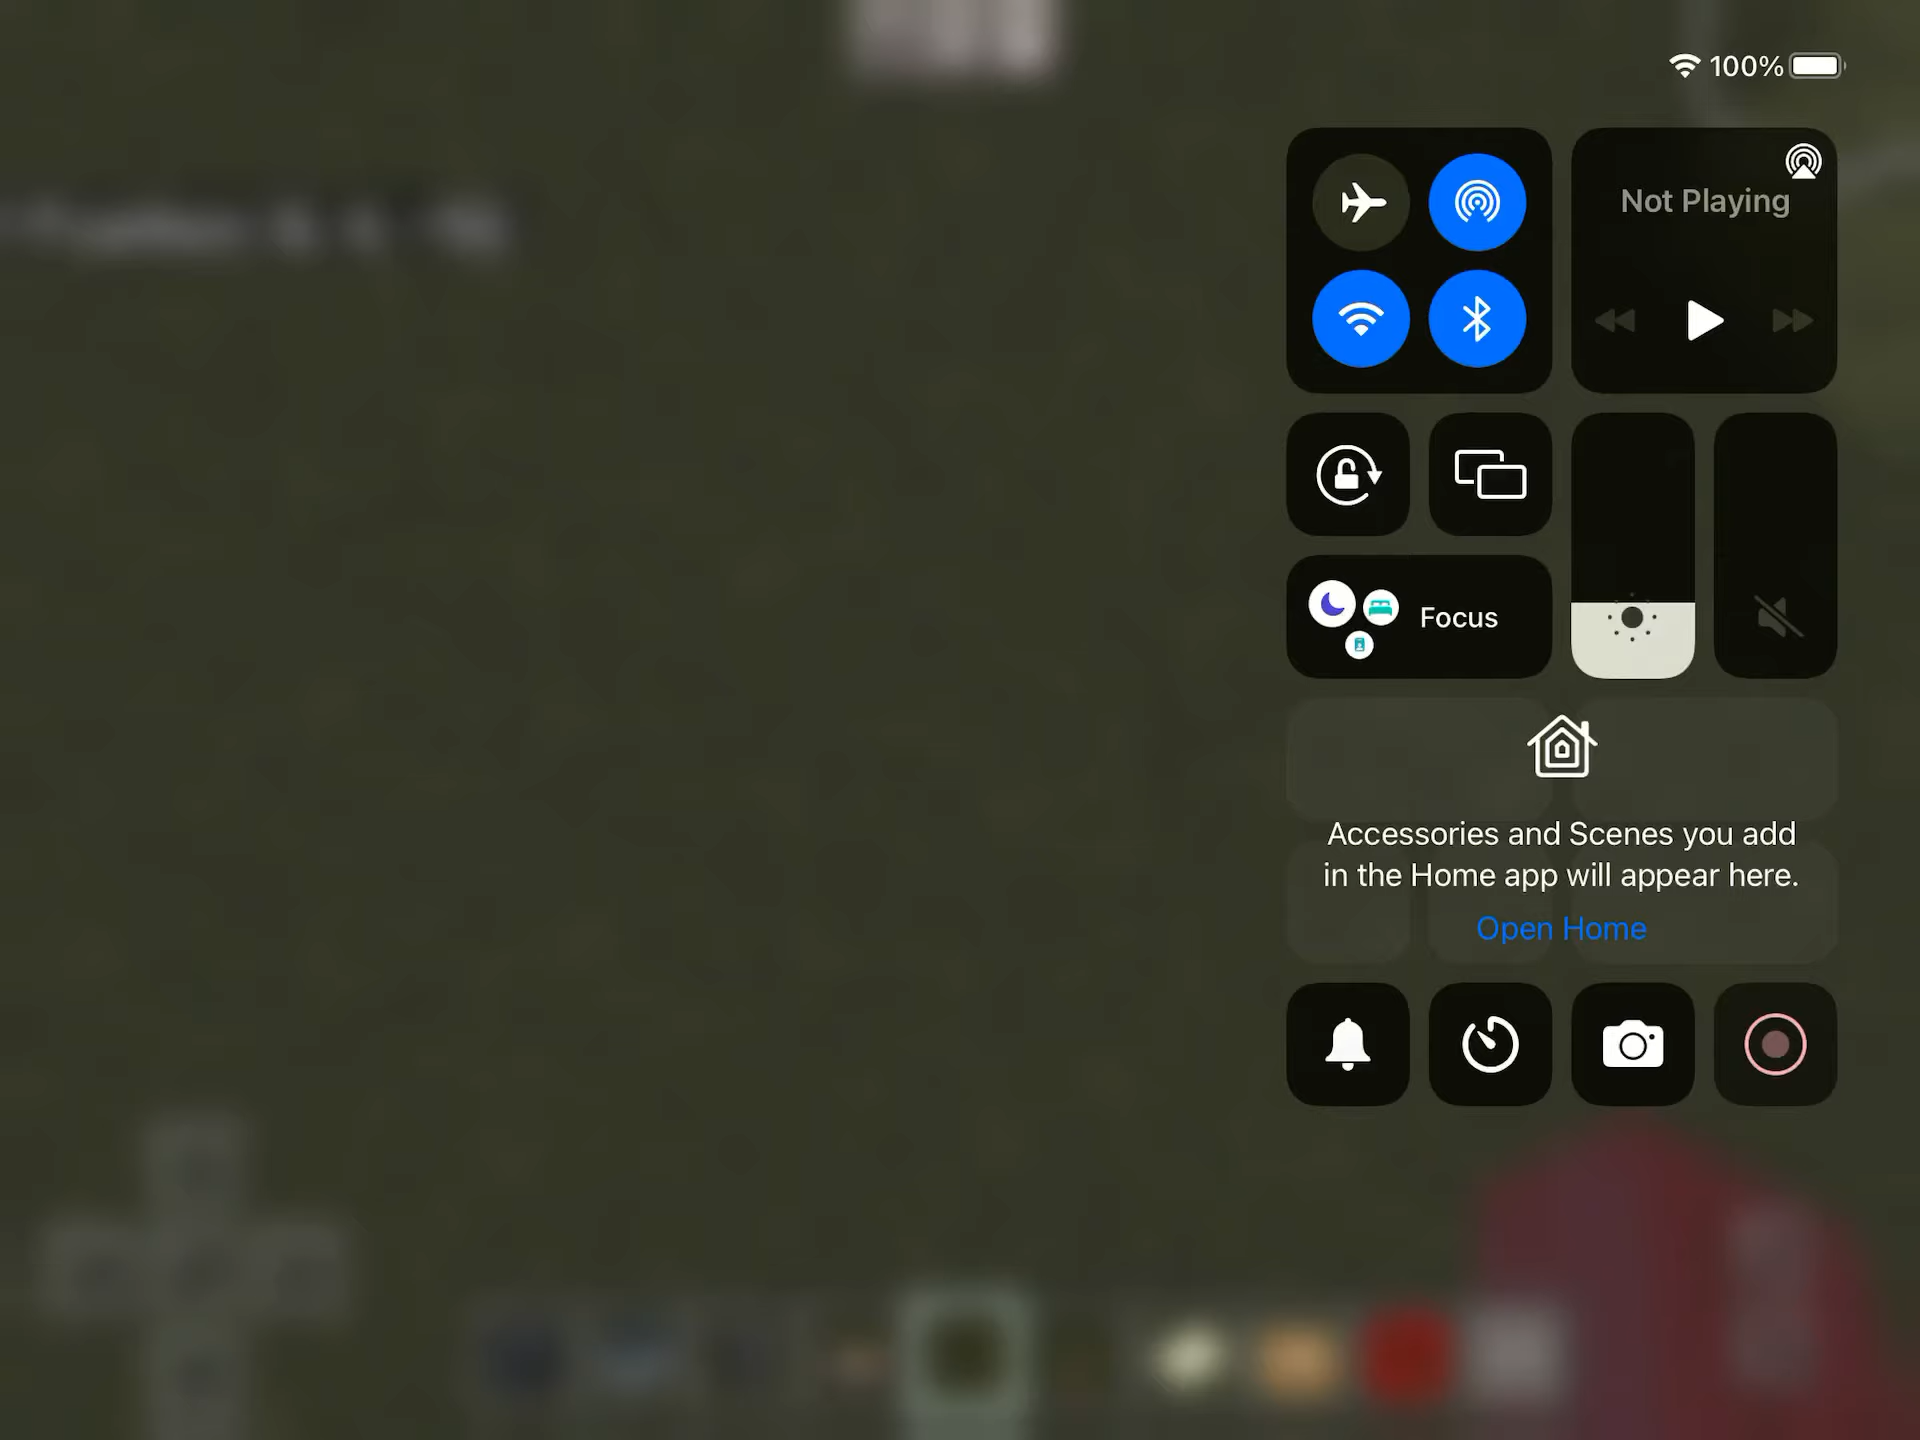 100%
Not Playing
Focus
Accessories and Scenes you add
in the Home app will appear here.
Open Home